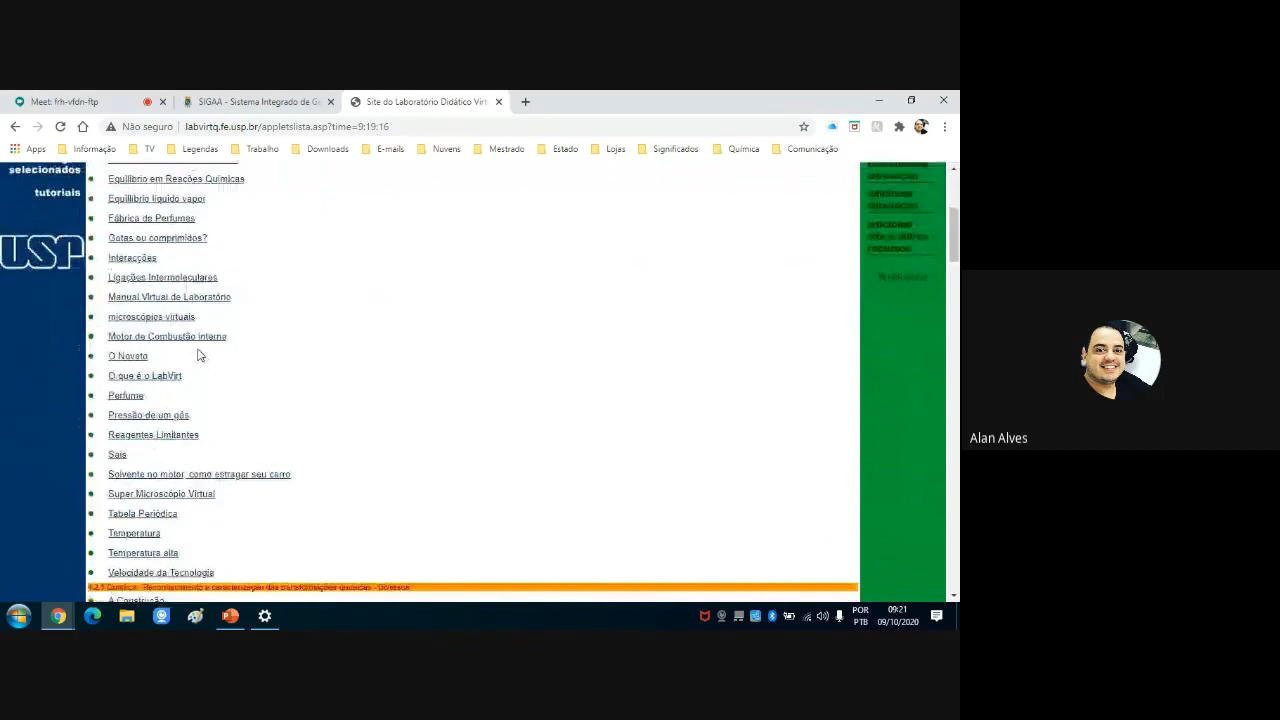 Meet: frh-vfdn-ftp
SIGAA - Sistema Integrado de G
Site do Laboratório Didático Virt
Não seguro
labvirtq.fe.usp.br/appletslista.asp?time=9:19:16
Apps
Informação
TV
Legendas
Trabalho
Downloads
E-mails
Nuvens
Mestrado
Estado
Lojas
Significados
Química
Comunicação
selecionados
tutoriais
USP
Equilíbrio em Reações Químicas
Equilíbrio líquido vapor
Fábrica de Perfumes
Gotas ou comprimidos?
Interacções
Ligações Intermoleculares
Manual Virtual de Laboratório
microscópios virtuais
Motor de Combustão interna
O Novato
O que é o LabVirt
Perfume
Pressão de um gás
Reagentes Limitantes
Sais
Solvente no motor, como estragar seu carro
Super Microscópio Virtual
Tabela Periódica
Temperatura
Temperatura alta
Velocidade da Tecnologia
A Construção
recursos
POR
PTB
09:21
09/10/2020
Alan Alves